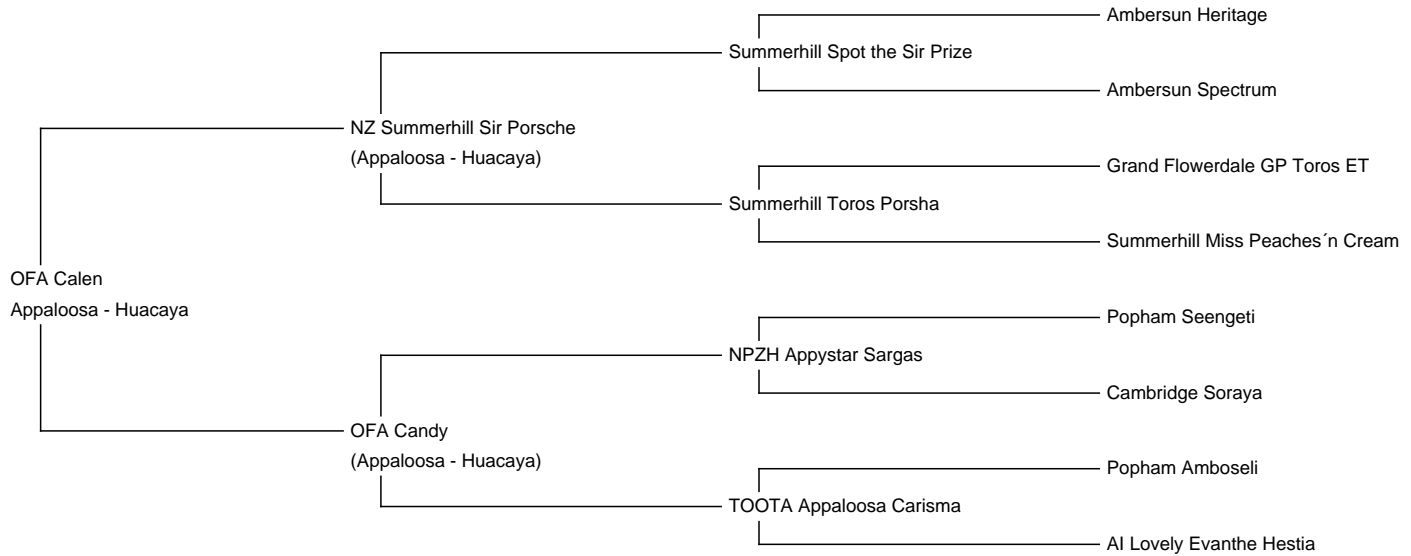 Ambersun Heritage
Summerhill Spot the Sir Prize
Ambersun Spectrum
NZ Summerhill Sir Porsche
(Appaloosa - Huacaya)
Grand Flowerdale GP Toros ET
Summerhill Toros Porsha
Summerhill Miss Peaches´n Cream
OFA Calen
Appaloosa - Huacaya
Popham Seengeti
NPZH Appystar Sargas
Cambridge Soraya
OFA Candy
(Appaloosa - Huacaya)
Popham Amboseli
TOOTA Appaloosa Carisma
AI Lovely Evanthe Hestia